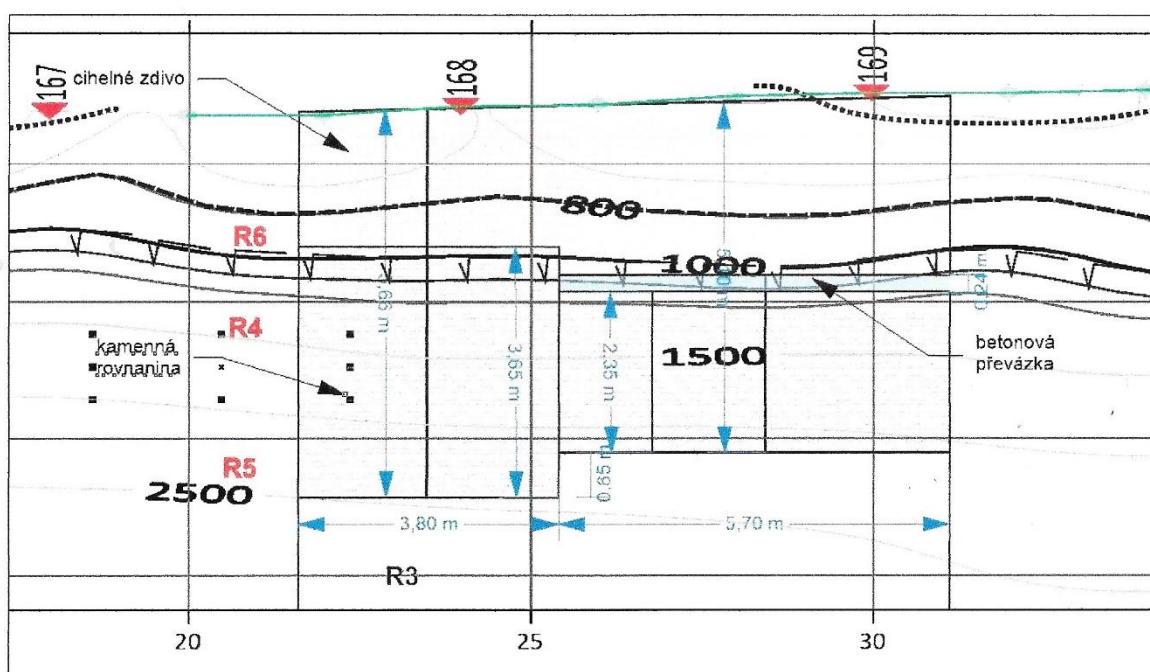 167
cihelné zdivo
168
169
800
R6
1000
R4
kamenná
rovnanina
3,65 m
2,35 m
1500
0,24 m
betonová
převázka
R5
2500
0,65 m
3,80 m
5,70 m
R3
20
25
30